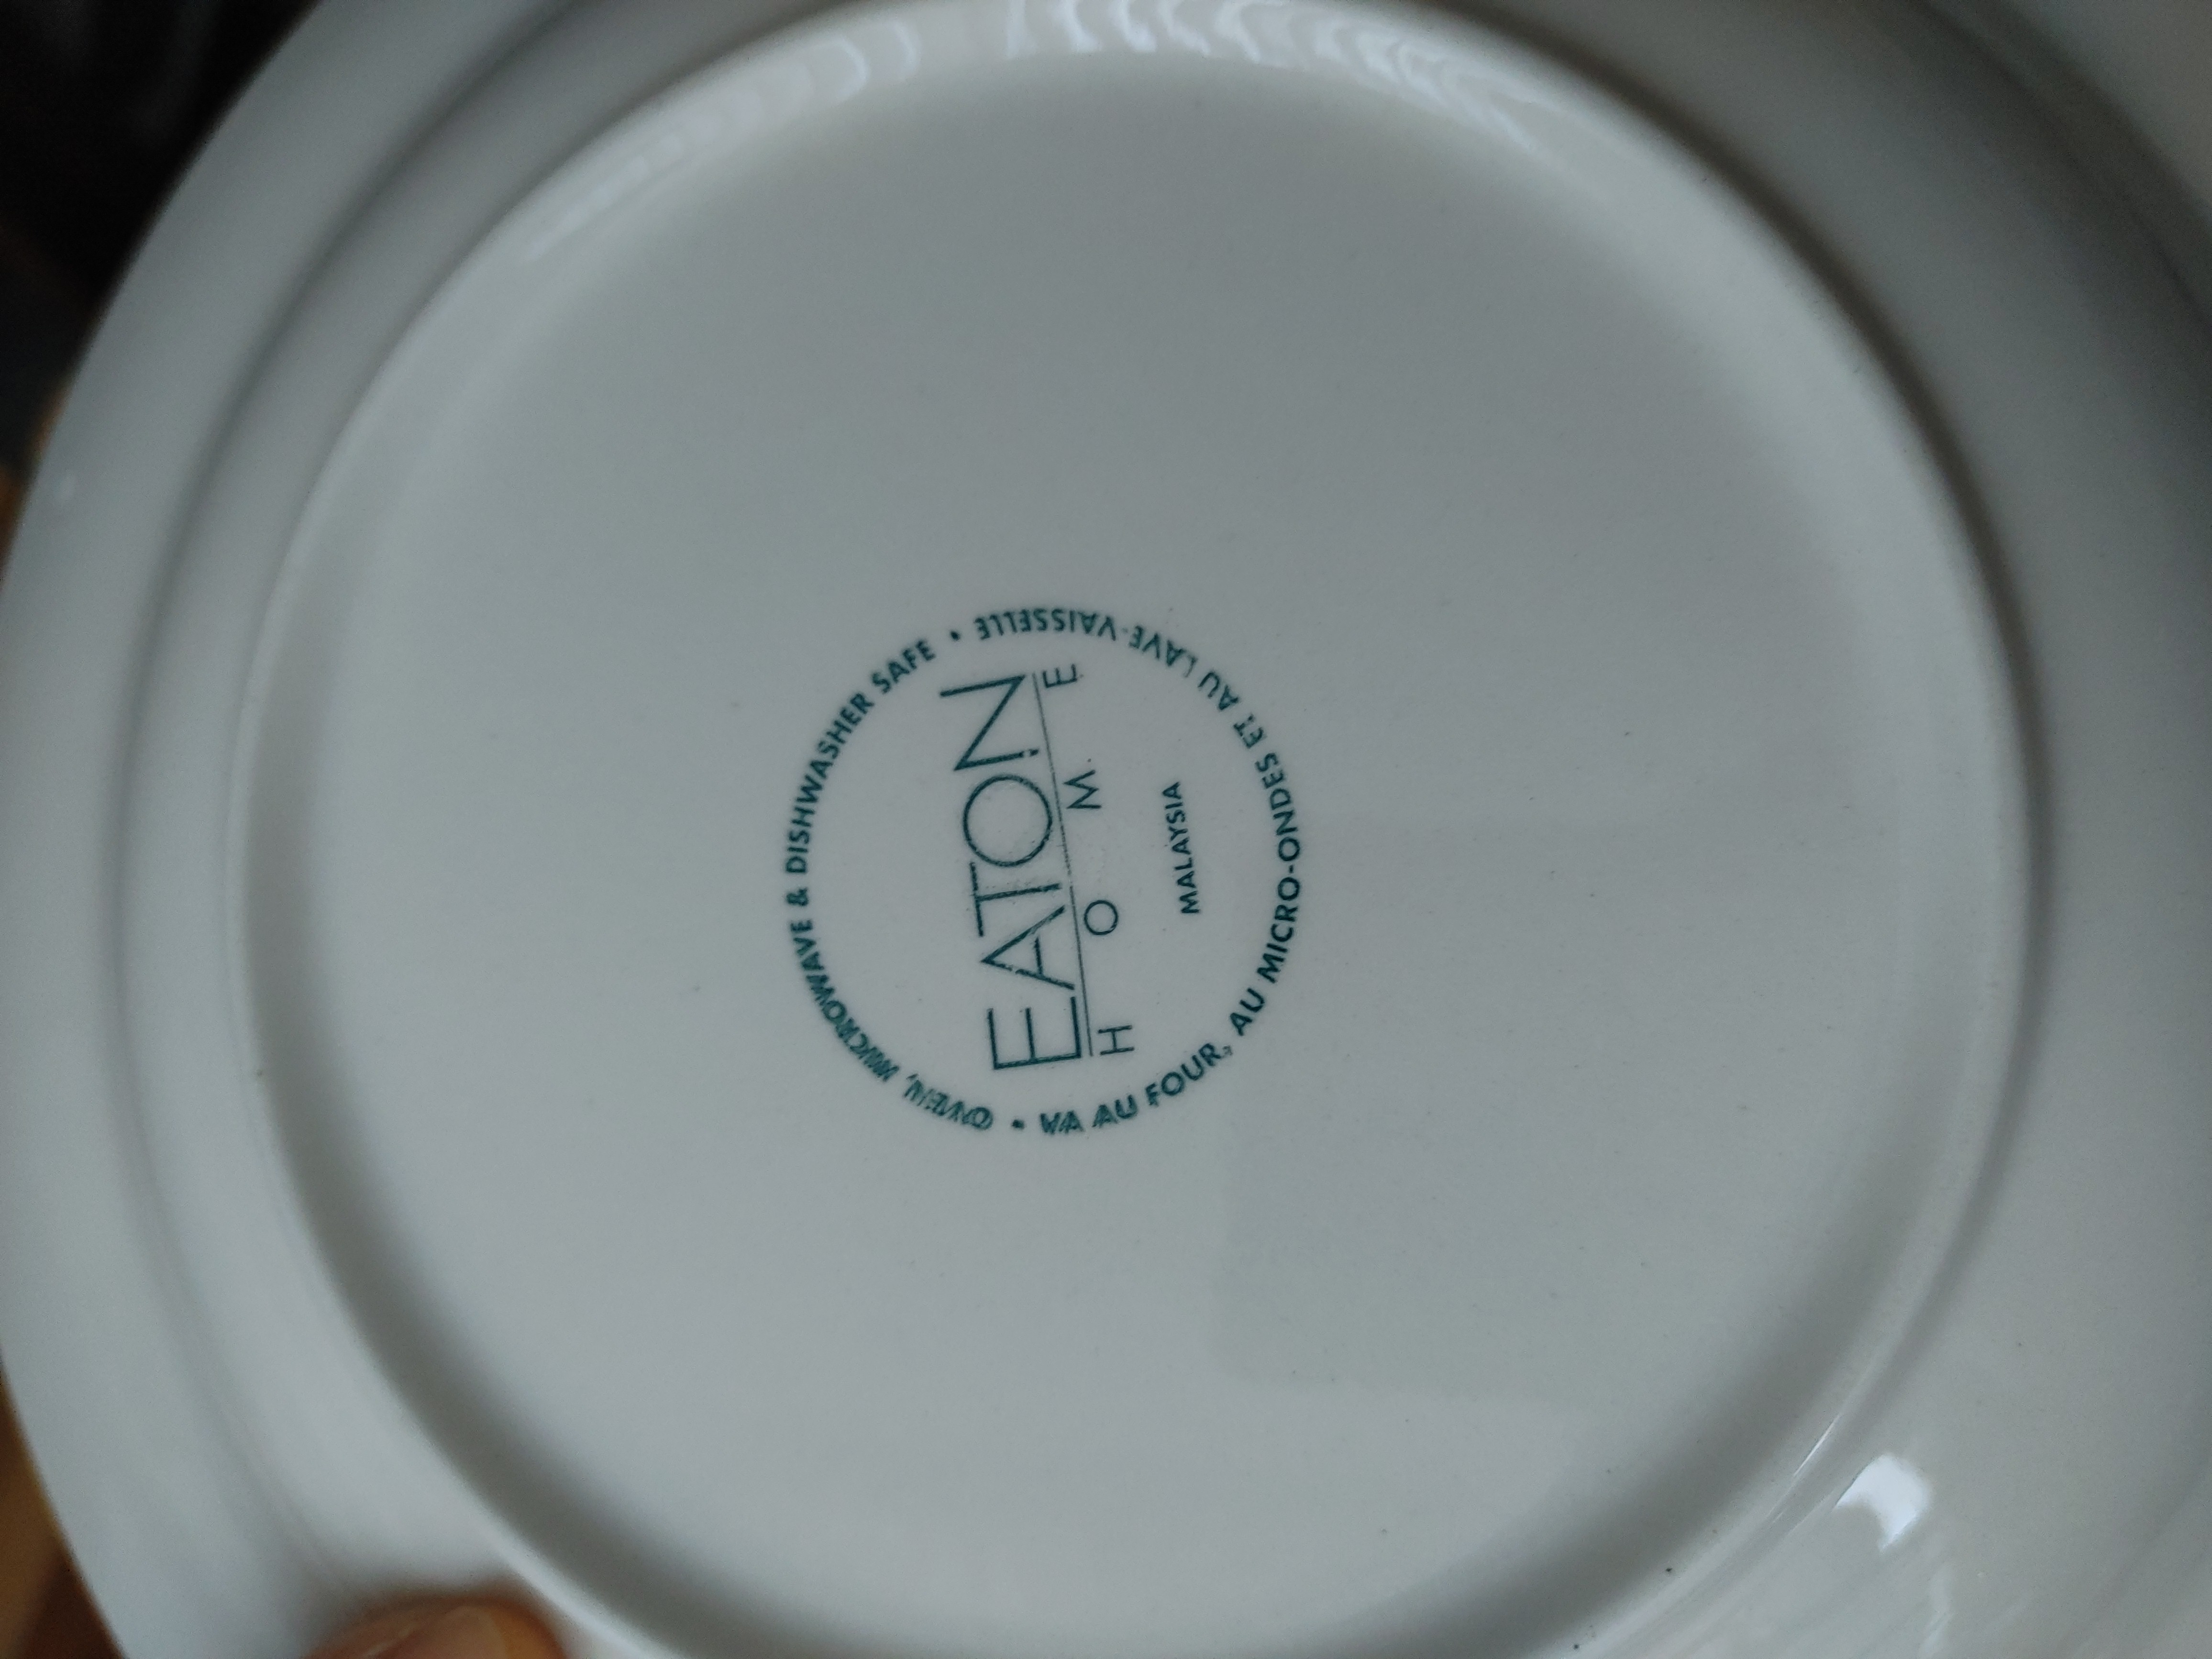 OVEN, MICROWAVE & DISHWASHER SAFE •
EATON
HOME
MALAYSIA
VA AU FOUR, AU MICRO-ONDES ET AU LAVE-VAISSELLE •